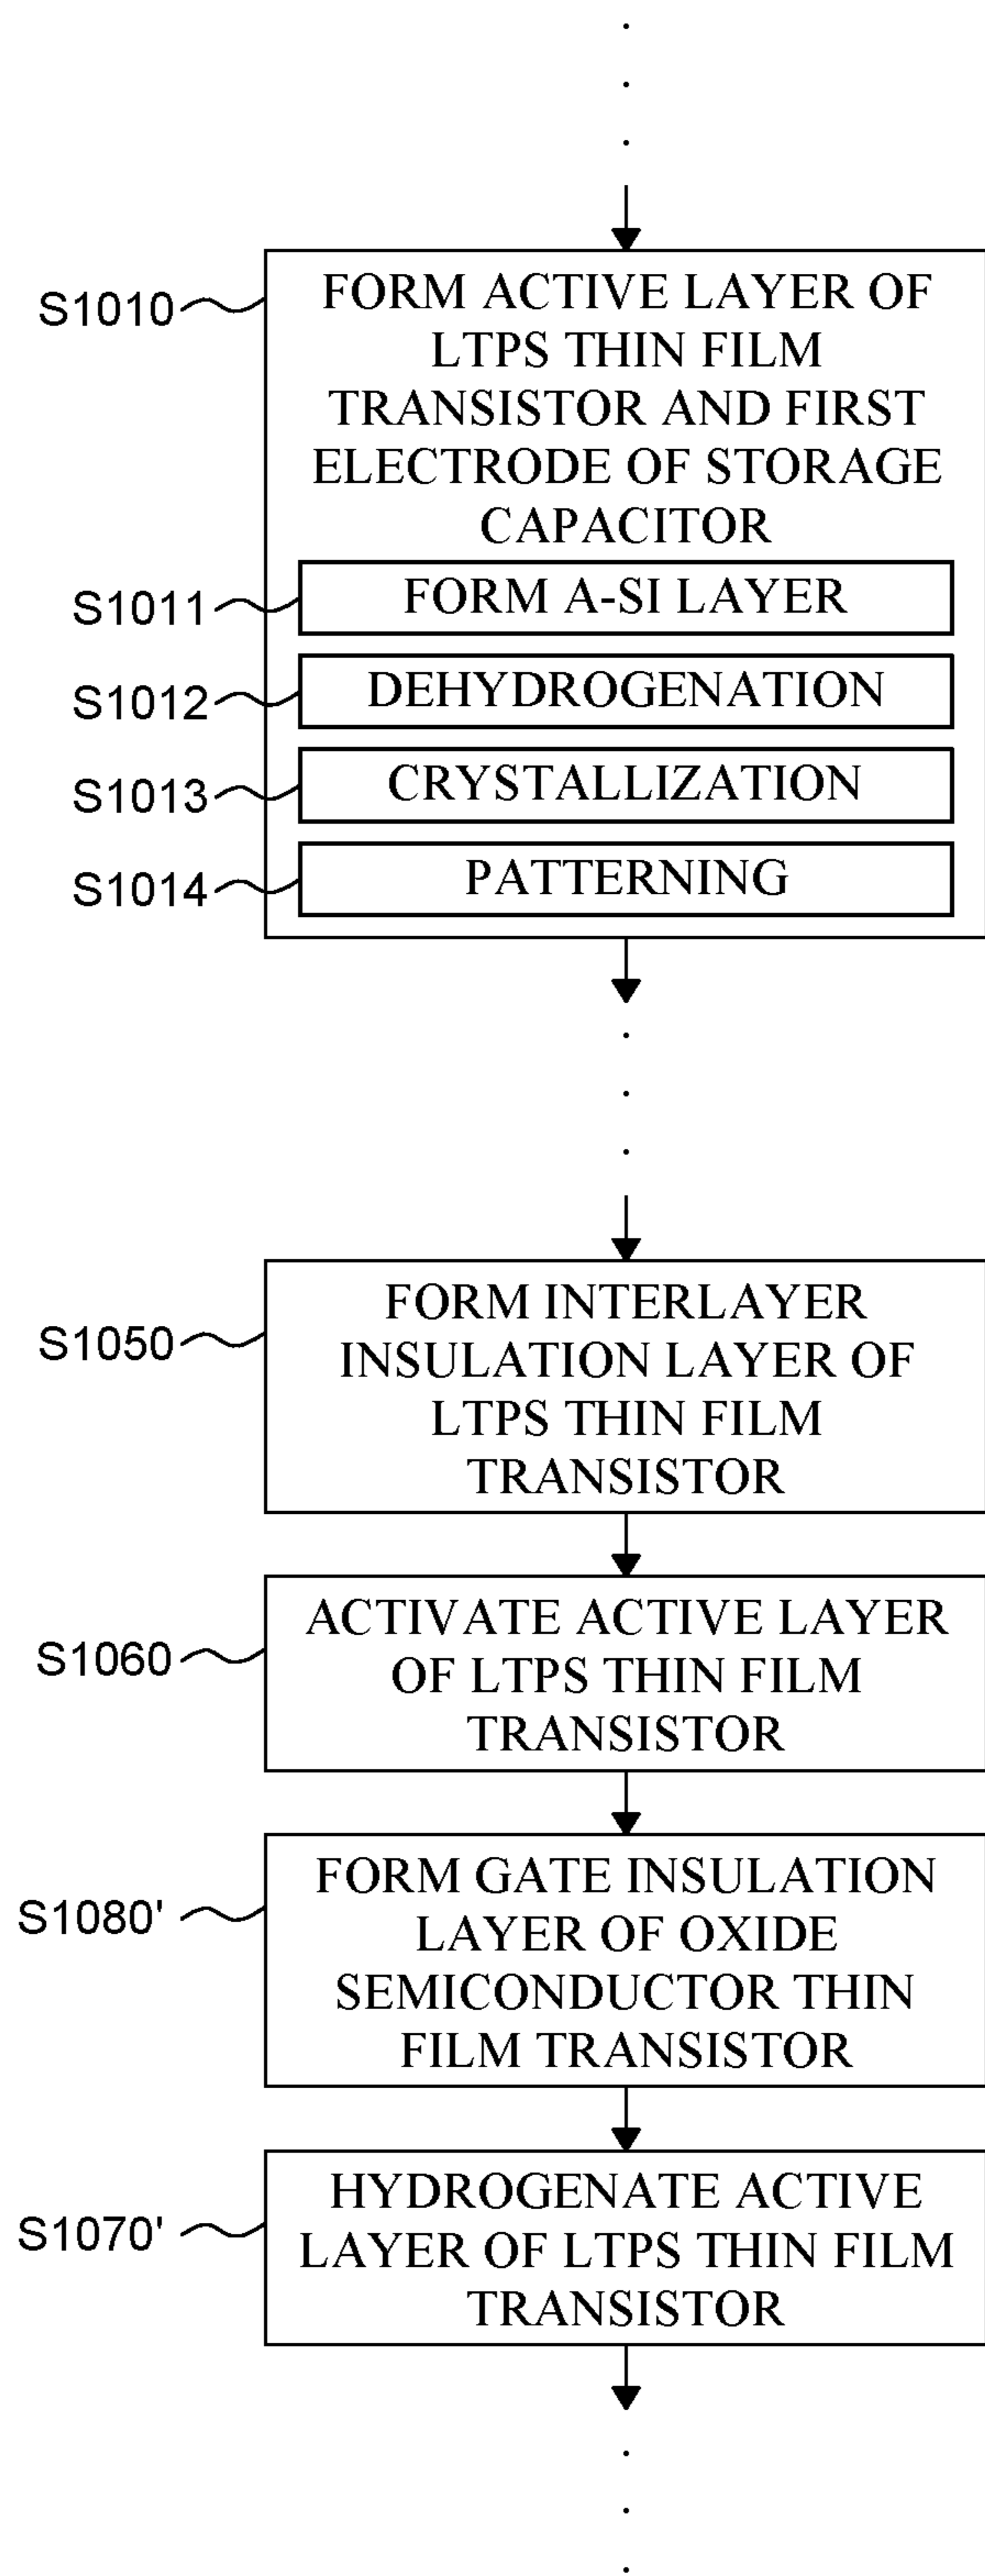 S1010
FORM ACTIVE LAYER OF
LTPS THIN FILM
TRANSISTOR AND FIRST
ELECTRODE OF STORAGE
CAPACITOR
S1011
FORM A-SI LAYER
S1012
DEHYDROGENATION
S1013
CRYSTALLIZATION
S1014
PATTERNING
S1050
FORM INTERLAYER
INSULATION LAYER OF
LTPS THIN FILM
TRANSISTOR
S1060
ACTIVATE ACTIVE LAYER
OF LTPS THIN FILM
TRANSISTOR
S1080'
FORM GATE INSULATION
LAYER OF OXIDE
SEMICONDUCTOR THIN
FILM TRANSISTOR
S1070'
HYDROGENATE ACTIVE
LAYER OF LTPS THIN FILM
TRANSISTOR